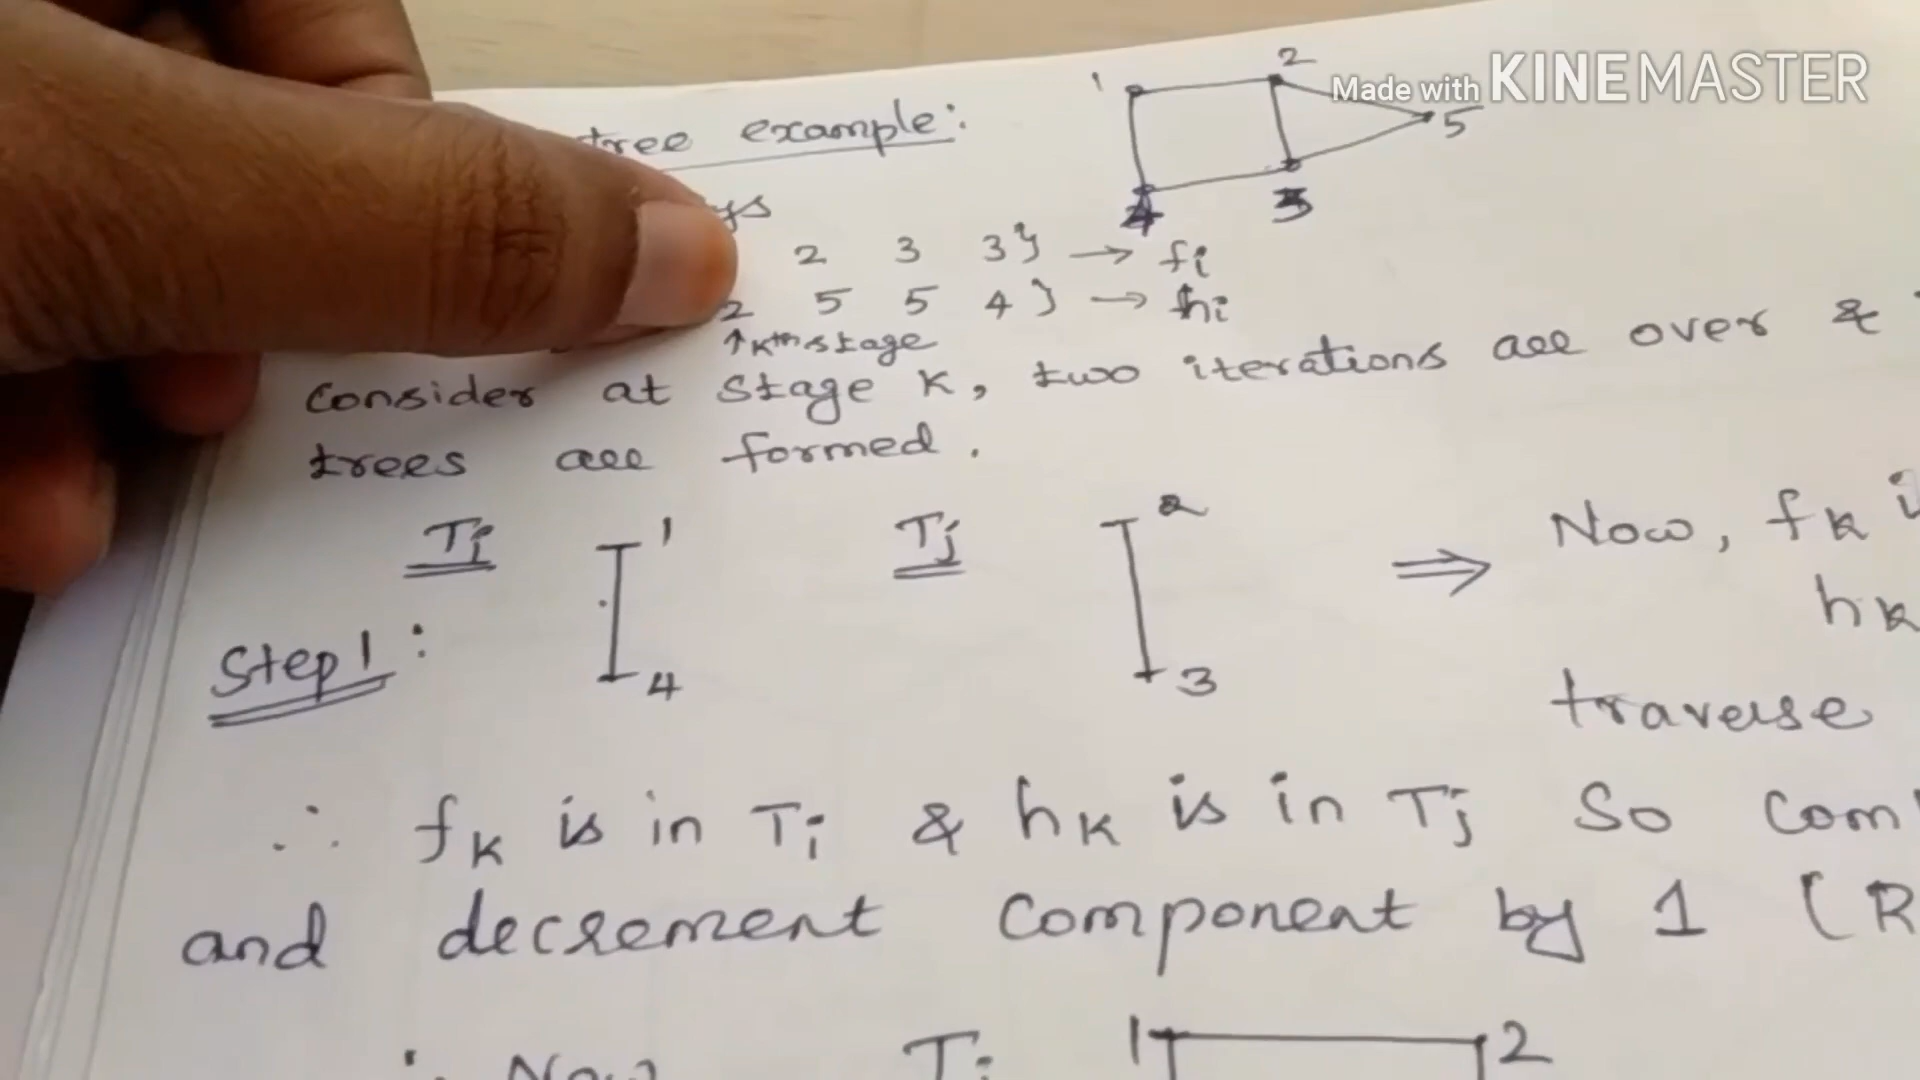 Made with KINEMASTER
tree example:
1 2 5 4 3
ys
2 3 3} → fi
2 5 5 4 } → hi
↑ Kth stage
Consider at stage K, two iterations are over &
trees are formed.
Ti 1 4 Tj 2 3 ⇒ Now, fk
hk
Step 1:
traverse
∴ fK is in Ti & hK is in Tj So com
and decrement component by 1 (R
∴ Now Ti 1 2